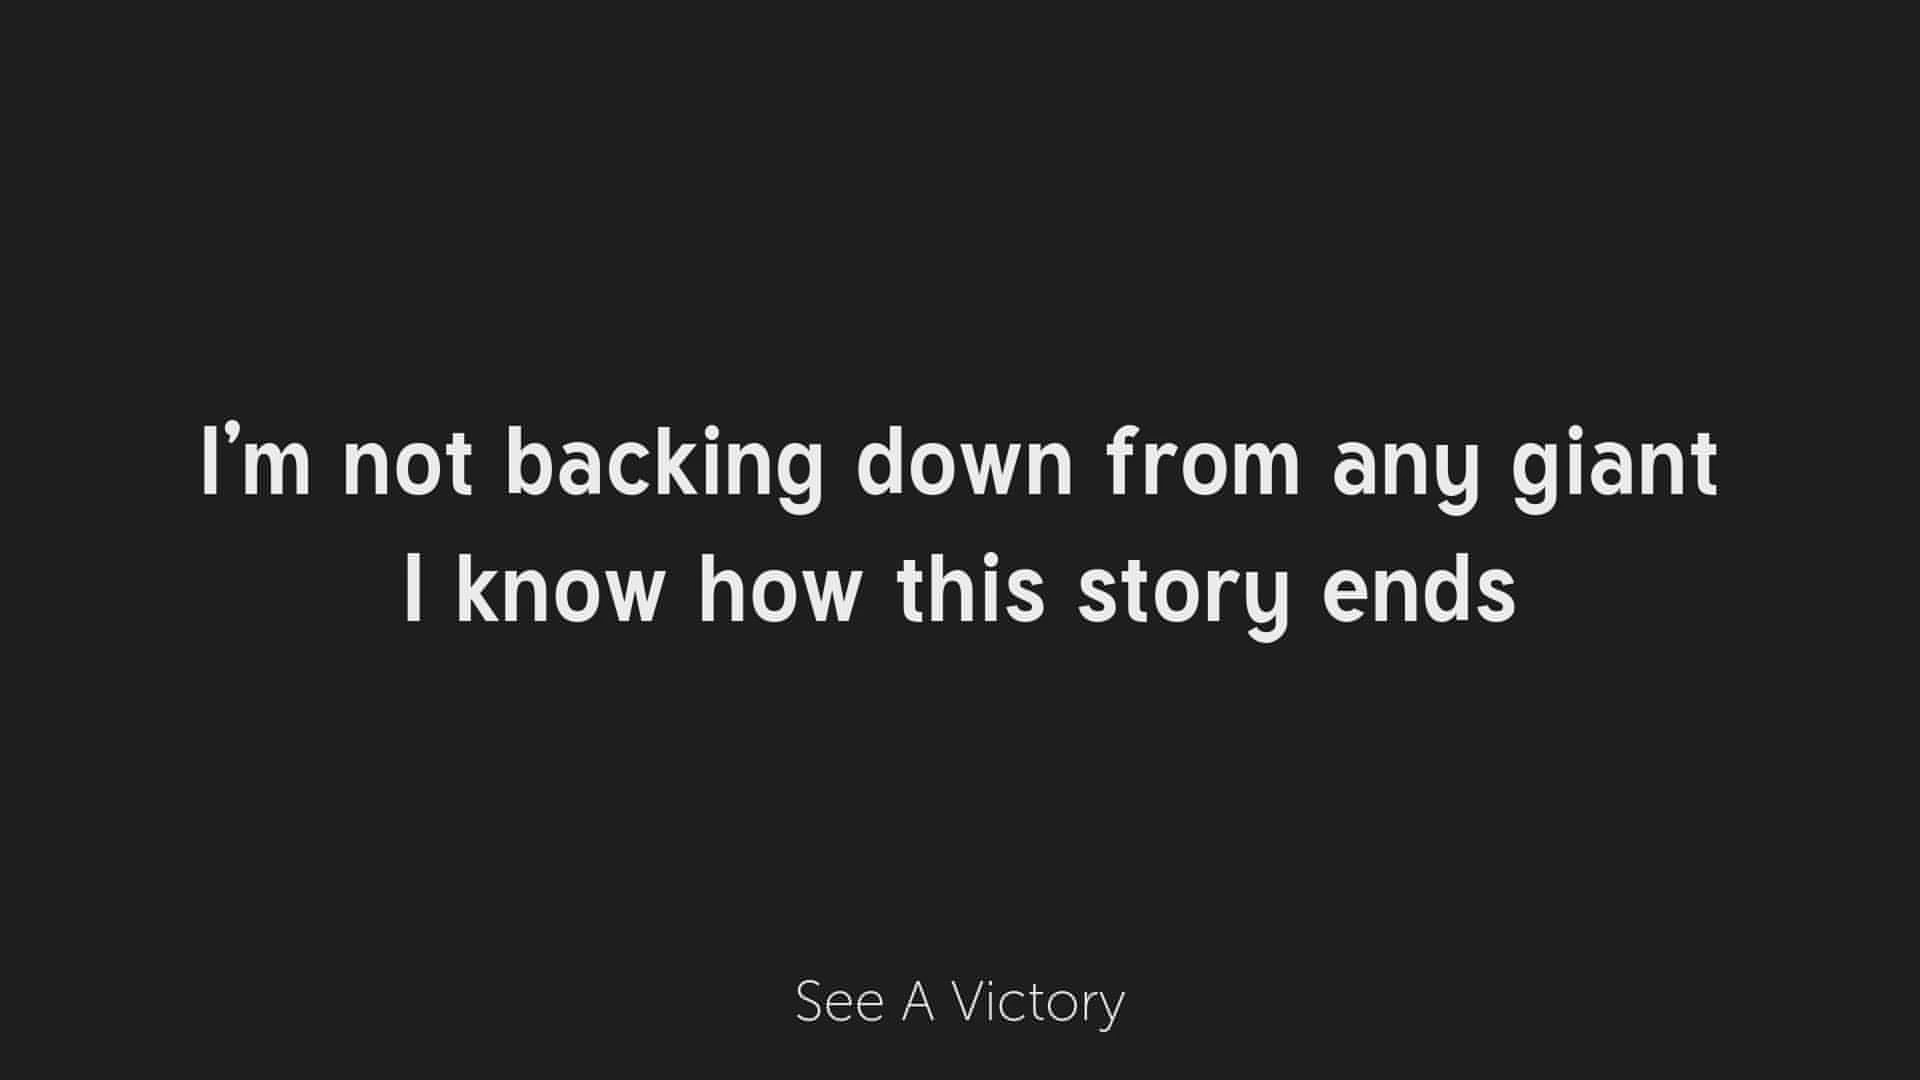 I'm not backing down from any giant
I know how this story ends
See A Victory